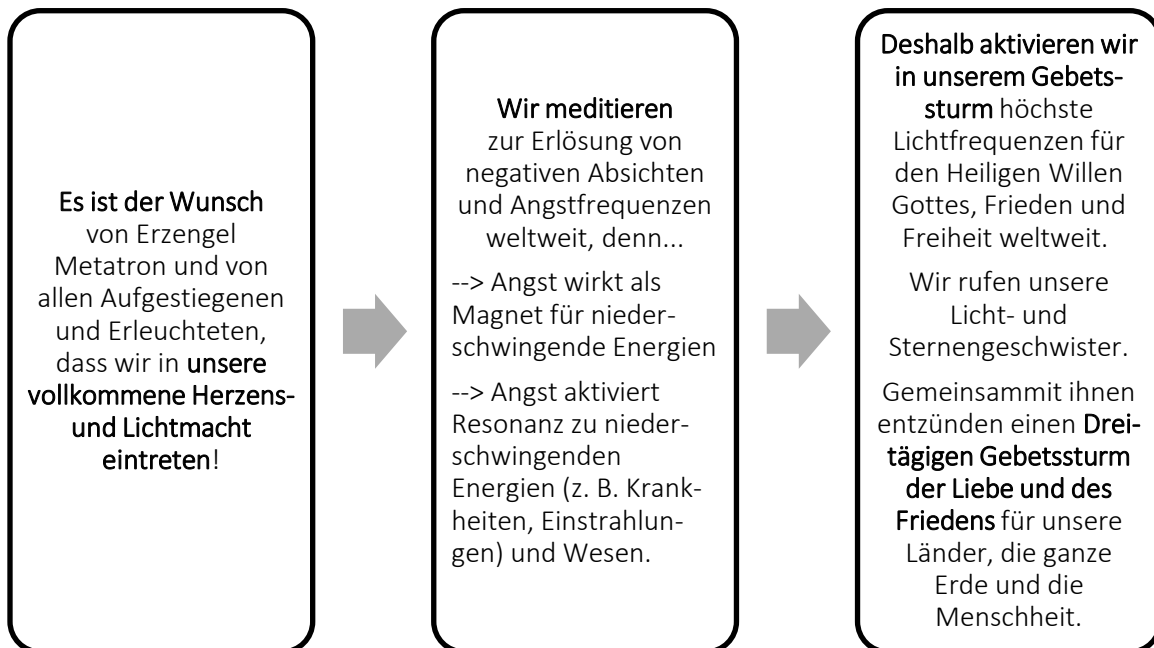 Es ist der Wunsch
von Erzengel
Metatron und von
allen Aufgestiegenen
und Erleuchteten,
dass wir in unsere
vollkommene Herzens-
und Lichtmacht
eintreten!
Wir meditieren
zur Erlösung von
negativen Absichten
und Angstfrequenzen
weltweit, denn...
--> Angst wirkt als
Magnet für nieder-
schwingende Energien
--> Angst aktiviert
Resonanz zu nieder-
schwingenden
Energien (z. B. Krank-
heiten, Einstrahlun-
gen) und Wesen.
Deshalb aktivieren wir
in unserem Gebets-
sturm höchste
Lichtfrequenzen für
den Heiligen Willen
Gottes, Frieden und
Freiheit weltweit.
Wir rufen unsere
Licht- und
Sternengeschwister.
Gemeinsammit ihnen
entzünden einen Drei-
tägigen Gebetssturm
der Liebe und des
Friedens für unsere
Länder, die ganze
Erde und die
Menschheit.